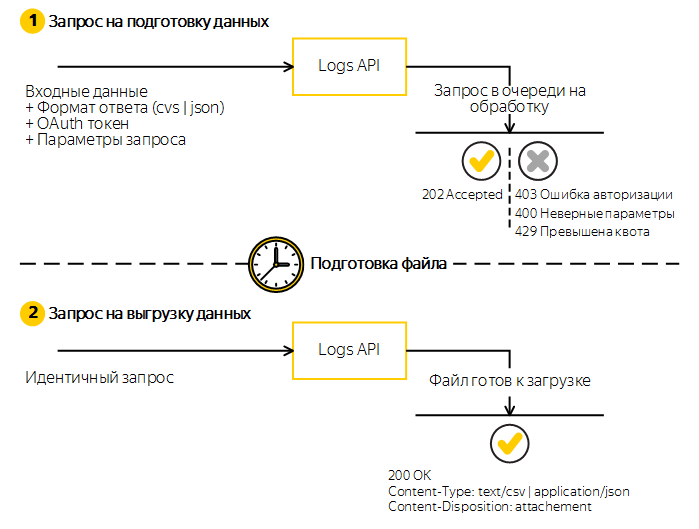 1 Запрос на подготовку данных
Logs API
Входные данные
+ Формат ответа (cvs | json)
+ OAuth токен
+ Параметры запроса
Запрос в очереди на
обработку
202 Accepted
403 Ошибка авторизации
400 Неверные параметры
429 Превышена квота
Подготовка файла
2 Запрос на выгрузку данных
Logs API
Идентичный запрос
Файл готов к загрузке
200 OK
Content-Type: text/csv | application/json
Content-Disposition: attachement